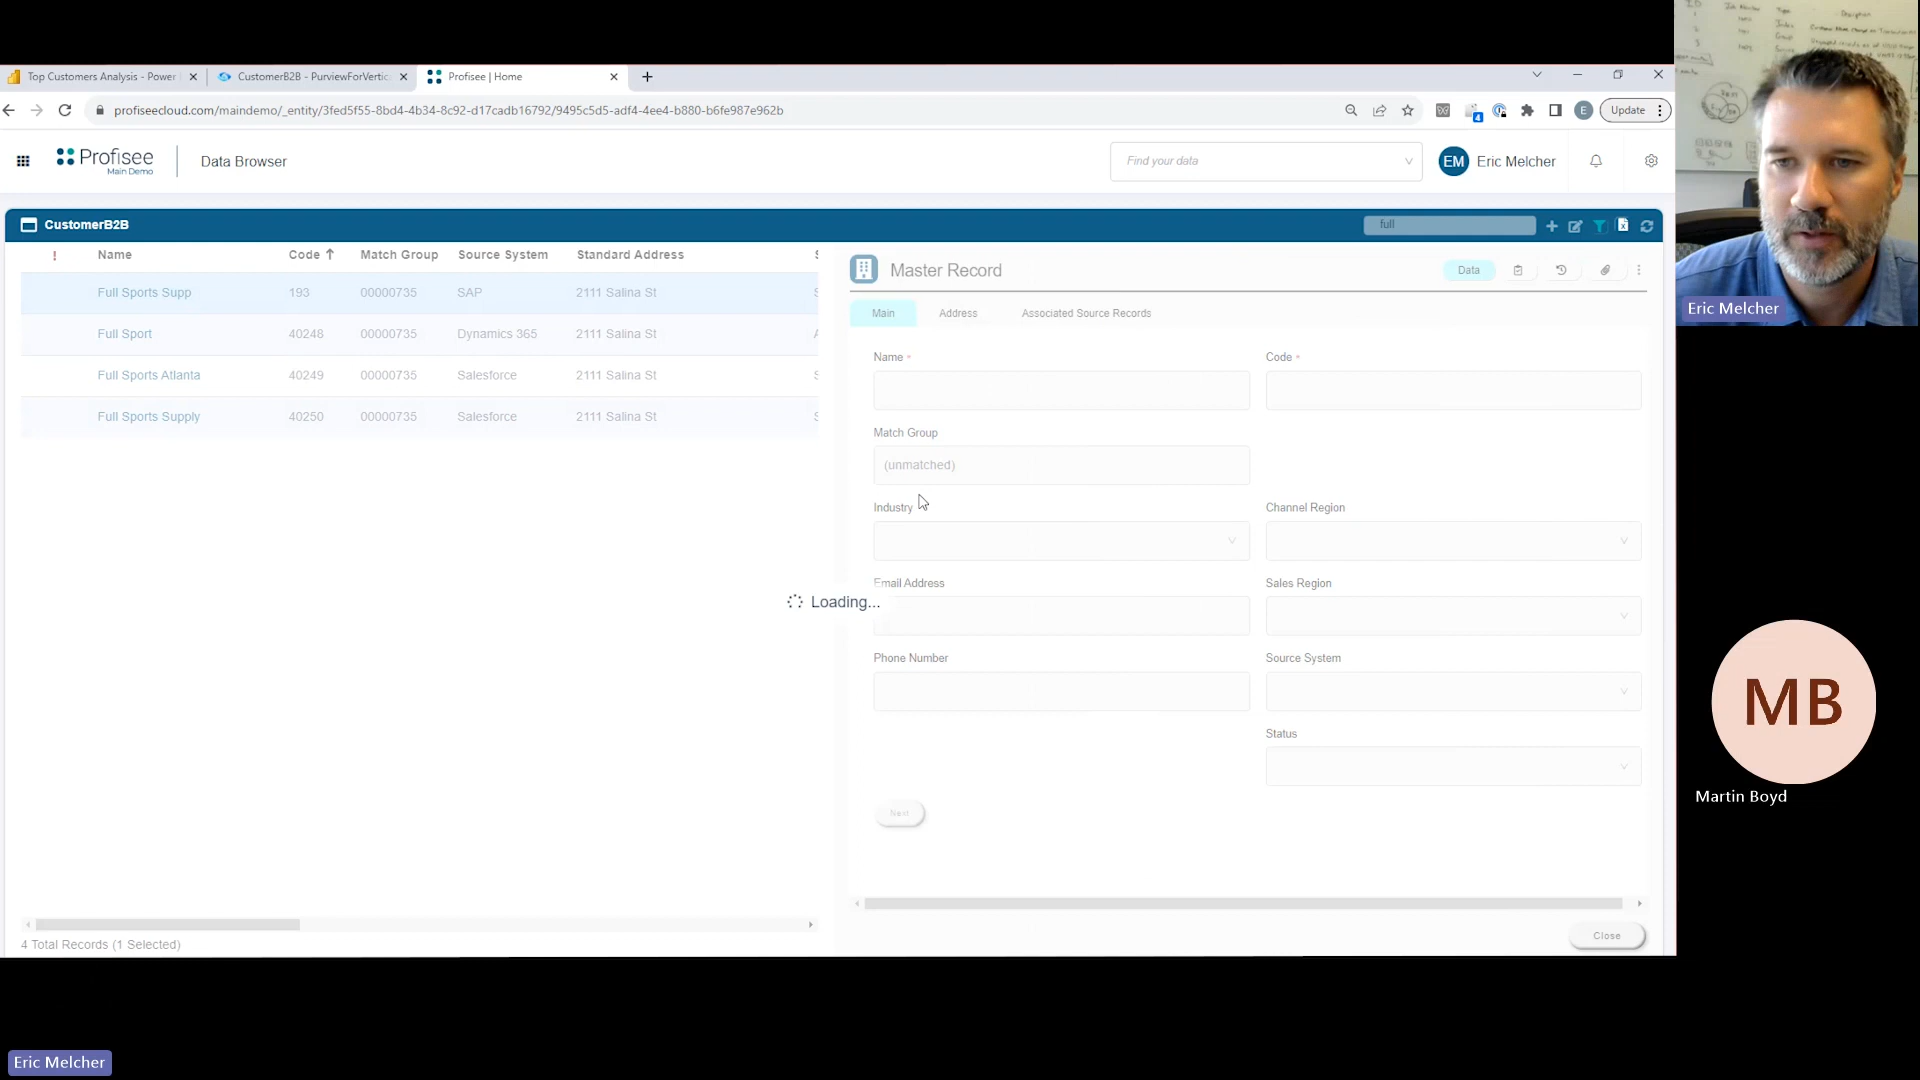 Top Customers Analysis - Power
CustomerB2B - PurviewForVertic
Profisee | Home
profiseecloud.com/maindemo/_entity/3fed5f55-8bd4-4b34-8c92-d17cadb16792/9495c5d5-adf4-4ee4-b880-b6fe987e962b
4
E
Update
Profisee
Main Demo
Data Browser
Find your data
EM
Eric Melcher
CustomerB2B
full
! Name Code Match Group Source System Standard Address S
Full Sports Supp 193 00000735 SAP 2111 Salina St S
Full Sport 40248 00000735 Dynamics 365 2111 Salina St A
Full Sports Atlanta 40249 00000735 Salesforce 2111 Salina St S
Full Sports Supply 40250 00000735 Salesforce 2111 Salina St S
4 Total Records (1 Selected)
Loading...
Master Record
Data
Main Address Associated Source Records
Name *
Code *
Match Group
(unmatched)
Industry
Channel Region
Email Address
Sales Region
Phone Number
Source System
Status
Next
Close
Eric Melcher
MB
Martin Boyd
Eric Melcher